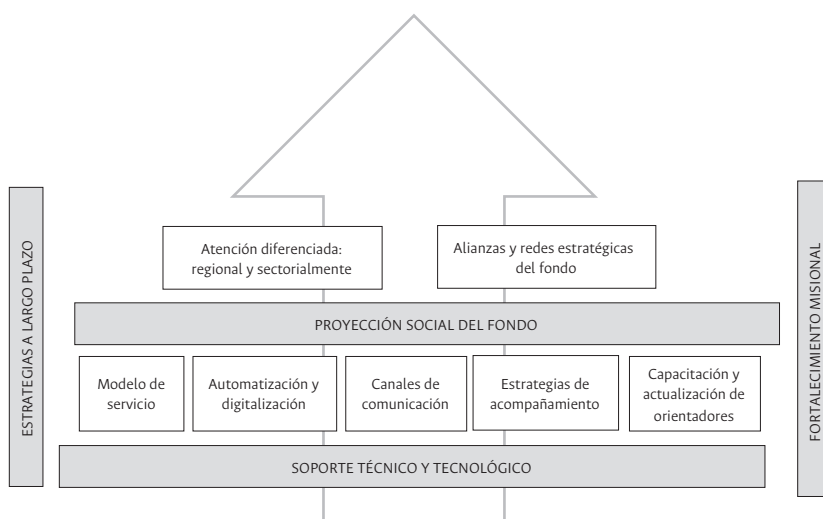 Atención diferenciada:
regional y sectorialmente
Alianzas y redes estratégicas
del fondo
ESTRATEGIAS A LARGO PLAZO
FORTALECIMIENTO MISIONAL
PROYECCIÓN SOCIAL DEL FONDO
Modelo de
servicio
Automatización y
digitalización
Canales de
comunicación
Estrategias de
acompañamiento
Capacitación y
actualización de
orientadores
SOPORTE TÉCNICO Y TECNOLÓGICO